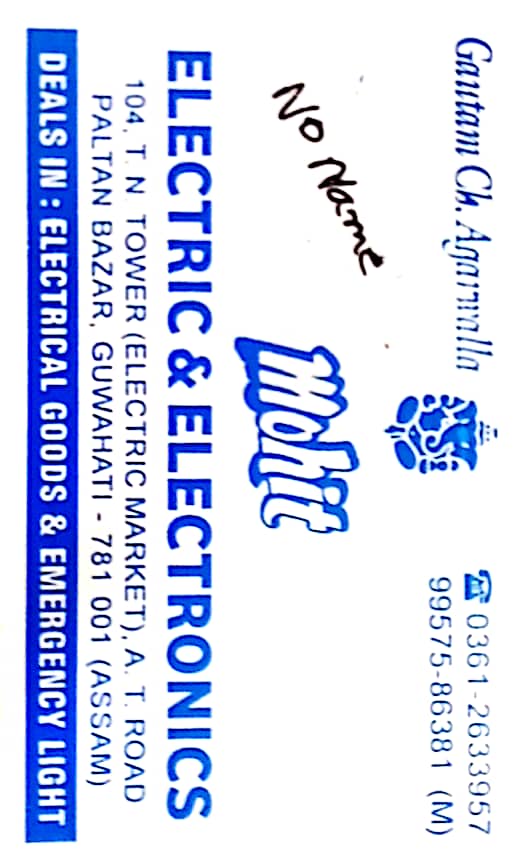 Gautam Ch. Agarwalla
☎ 0361-2633957
99575-86381 (M)
No Name
Mohit
ELECTRIC & ELECTRONICS
104, T. N. TOWER (ELECTRIC MARKET), A. T. ROAD
PALTAN BAZAR, GUWAHATI - 781 001 (ASSAM)
DEALS IN : ELECTRICAL GOODS & EMERGENCY LIGHT